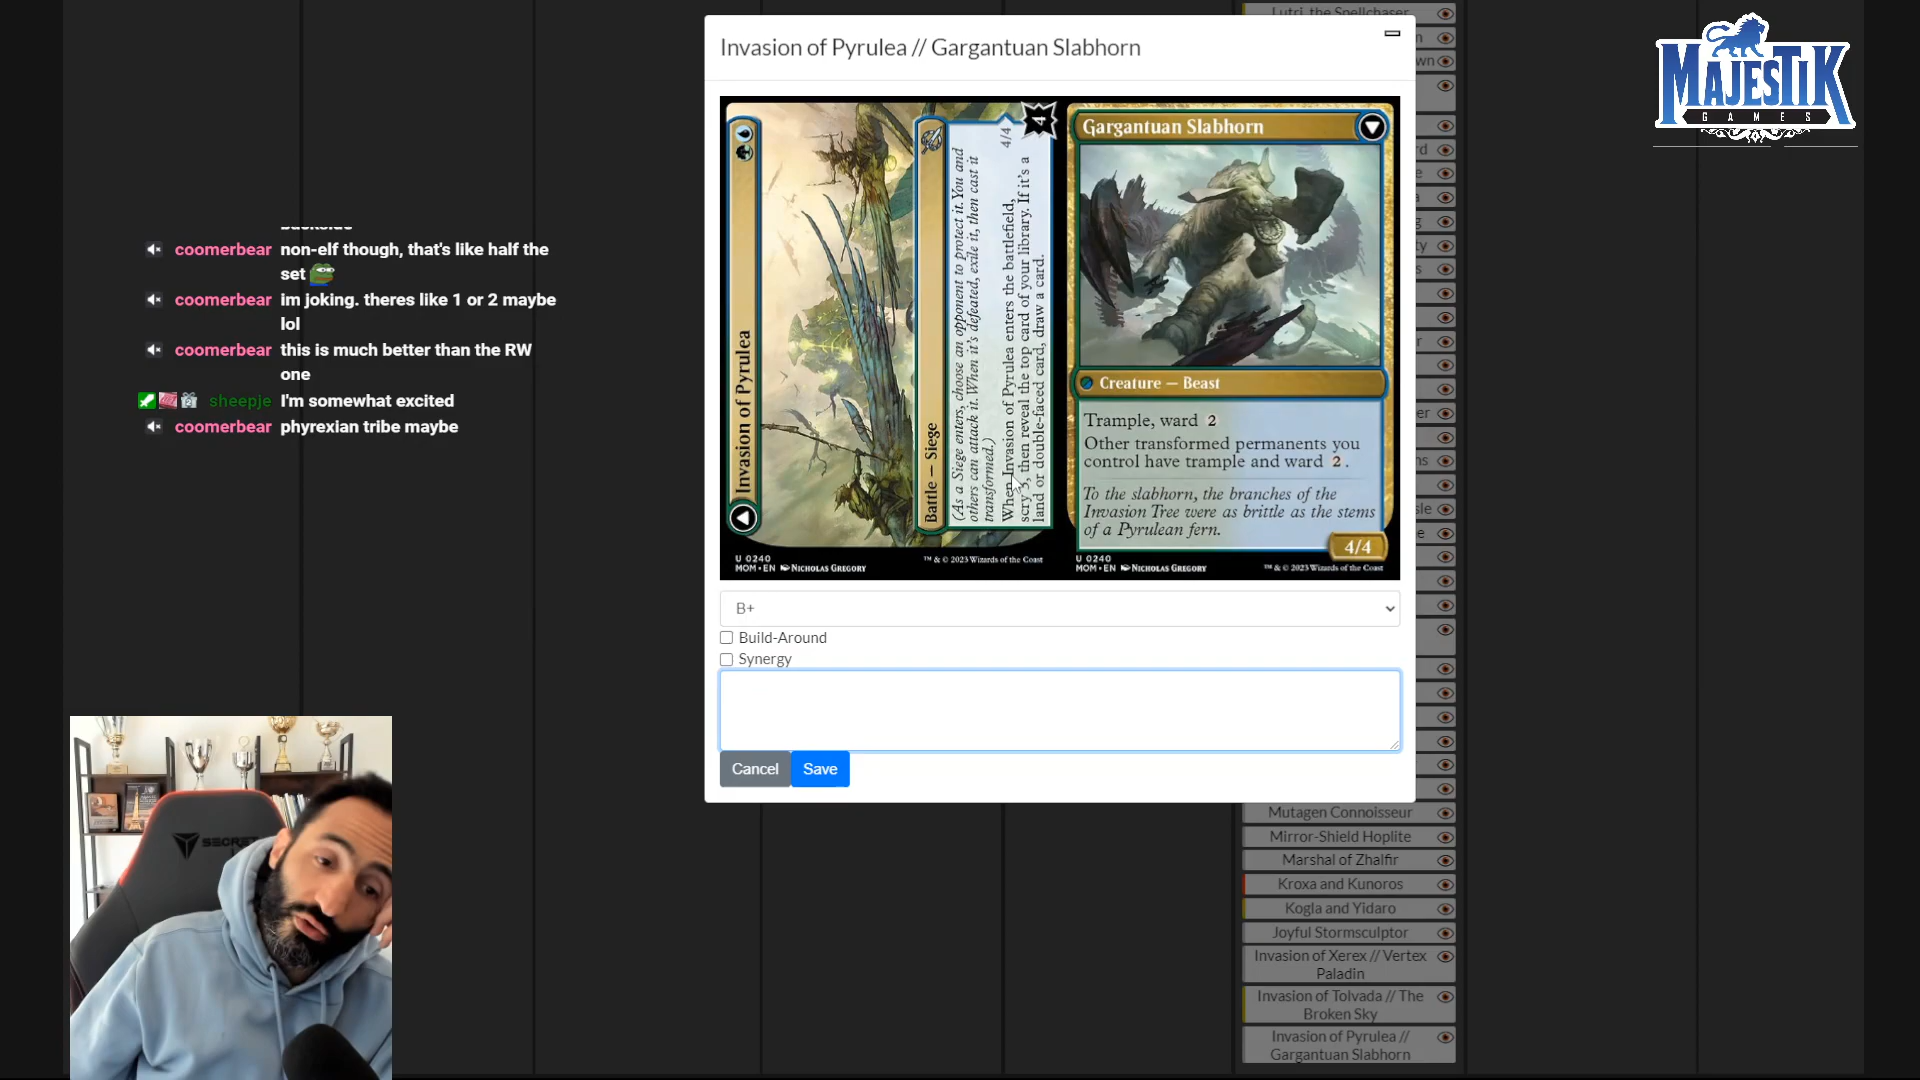 Invasion of Pyrulea // Gargantuan Slabhorn
Invasion of Pyrulea
Battle — Siege
(As a Siege enters, choose an opponent to protect it. You and
others can attack it. When it's defeated, exile it, then cast it
transformed.)
When Invasion of Pyrulea enters the battlefield,
scry 3, then reveal the top card of your library. If it's a
land or double-faced card, draw a card.
4/4
4
U 0240
MOM • EN NICHOLAS GREGORY
™ & © 2023 Wizards of the Coast
Gargantuan Slabhorn
Creature — Beast
Trample, ward 2
Other transformed permanents you
control have trample and ward 2.
To the slabhorn, the branches of the
Invasion Tree were as brittle as the stems
of a Pyrulean fern.
4/4
U 0240
MOM • EN NICHOLAS GREGORY
™ & © 2023 Wizards of the Coast
B+
Build-Around
Synergy
Cancel
Save
coomerbear non-elf though, that's like half the
set
coomerbear im joking. theres like 1 or 2 maybe
lol
coomerbear this is much better than the RW
one
sheepje I'm somewhat excited
coomerbear phyrexian tribe maybe
MAJESTIK
GAMES
Lutri, the Spellchaser
Mutagen Connoisseur
Mirror-Shield Hoplite
Marshal of Zhalfir
Kroxa and Kunoros
Kogla and Yidaro
Joyful Stormsculptor
Invasion of Xerex // Vertex
Paladin
Invasion of Tolvada // The
Broken Sky
Invasion of Pyrulea //
Gargantuan Slabhorn